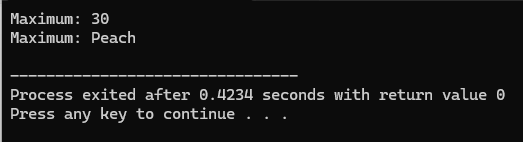 Maximum: 30
Maximum: Peach
--------------------------------
Process exited after 0.4234 seconds with return value 0
Press any key to continue . . .